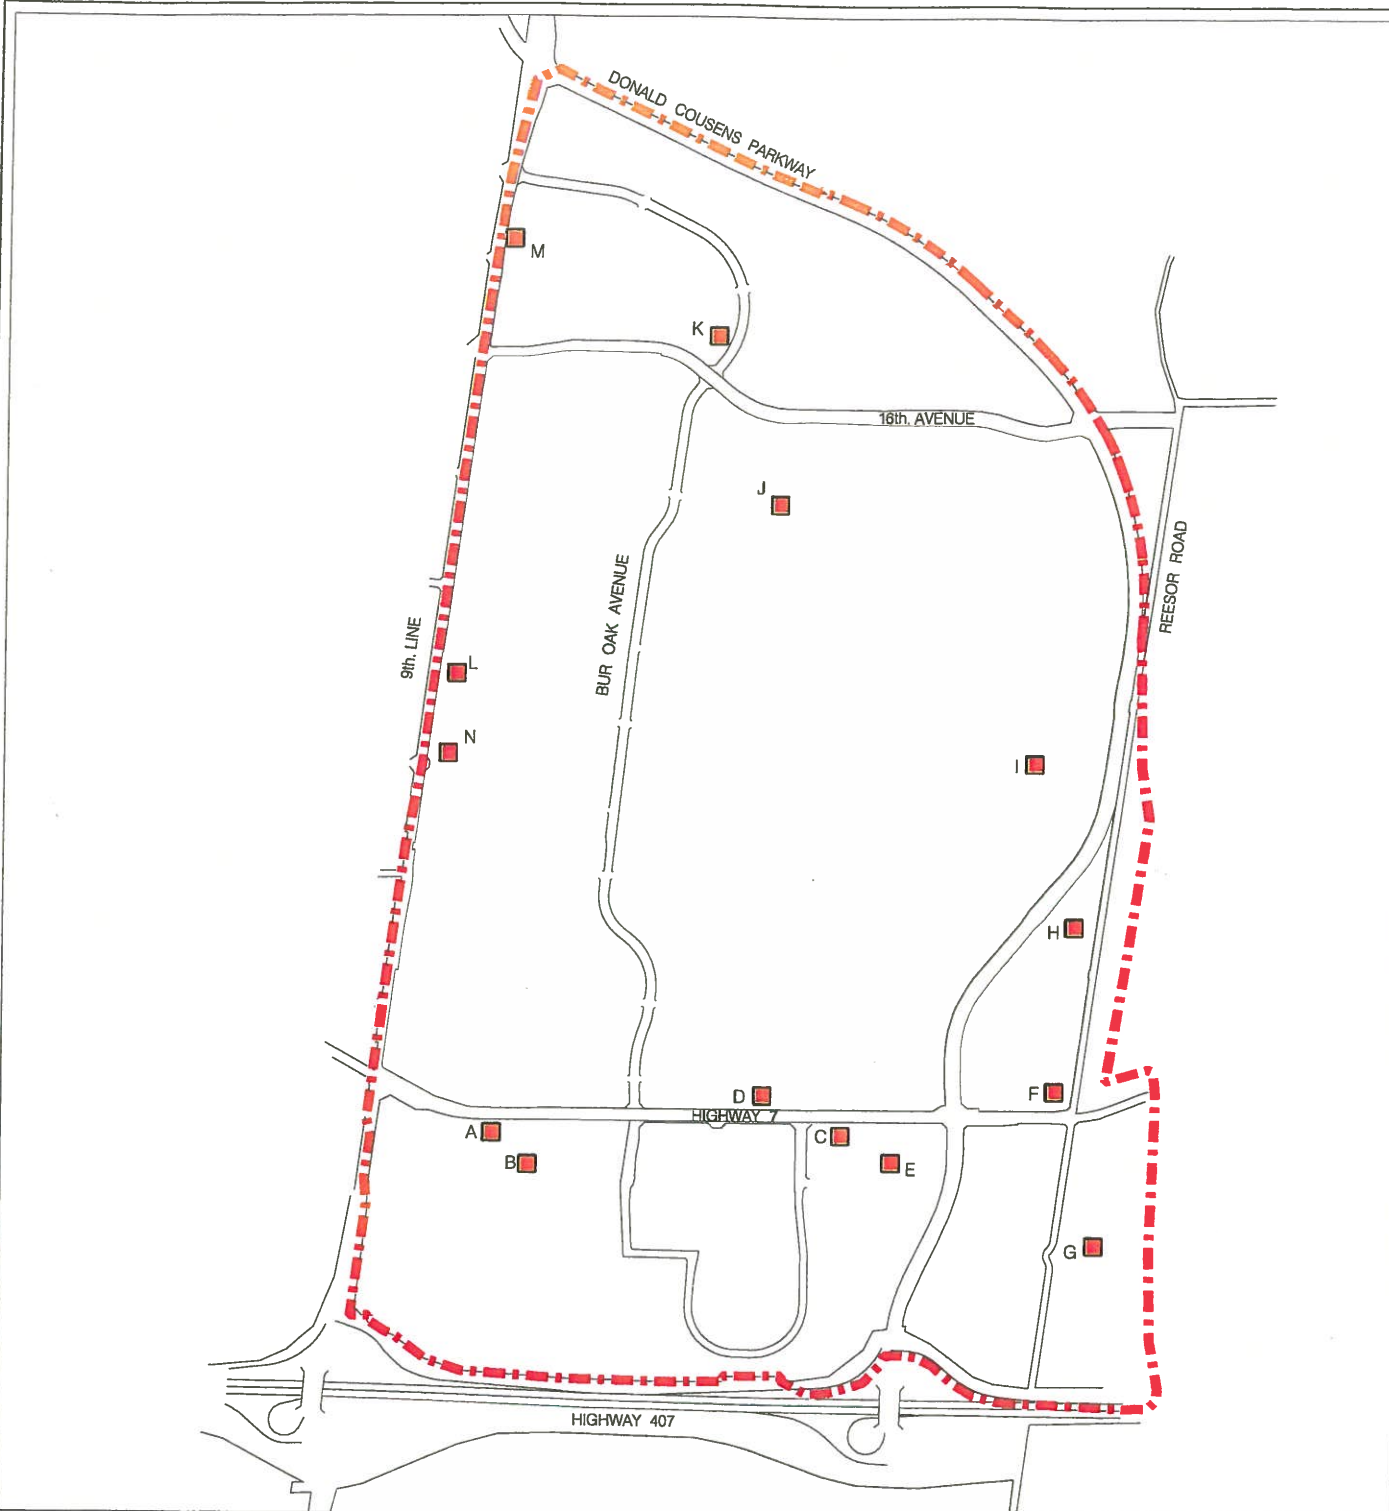 DONALD COUSENS PARKWAY
M
K
16th. AVENUE
J
REESOR ROAD
BUR OAK AVENUE
9th. LINE
L
N
I
H
D
F
HIGHWAY 7
A
C
B
E
G
HIGHWAY 407